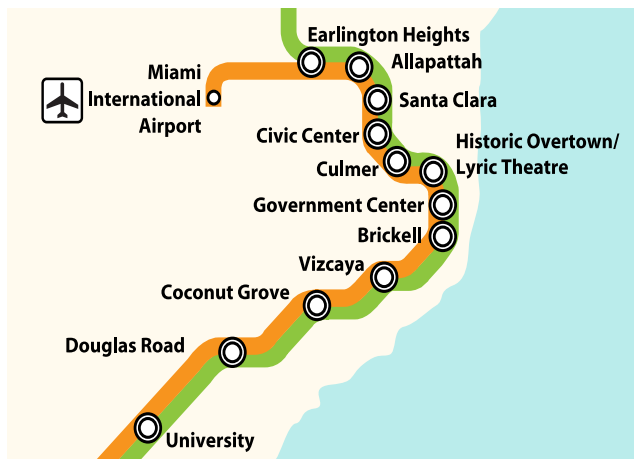 Earlington Heights
Allapattah
Miami
International
Airport
Santa Clara
Civic Center
Historic Overtown/
Lyric Theatre
Culmer
Government Center
Brickell
Vizcaya
Coconut Grove
Douglas Road
University